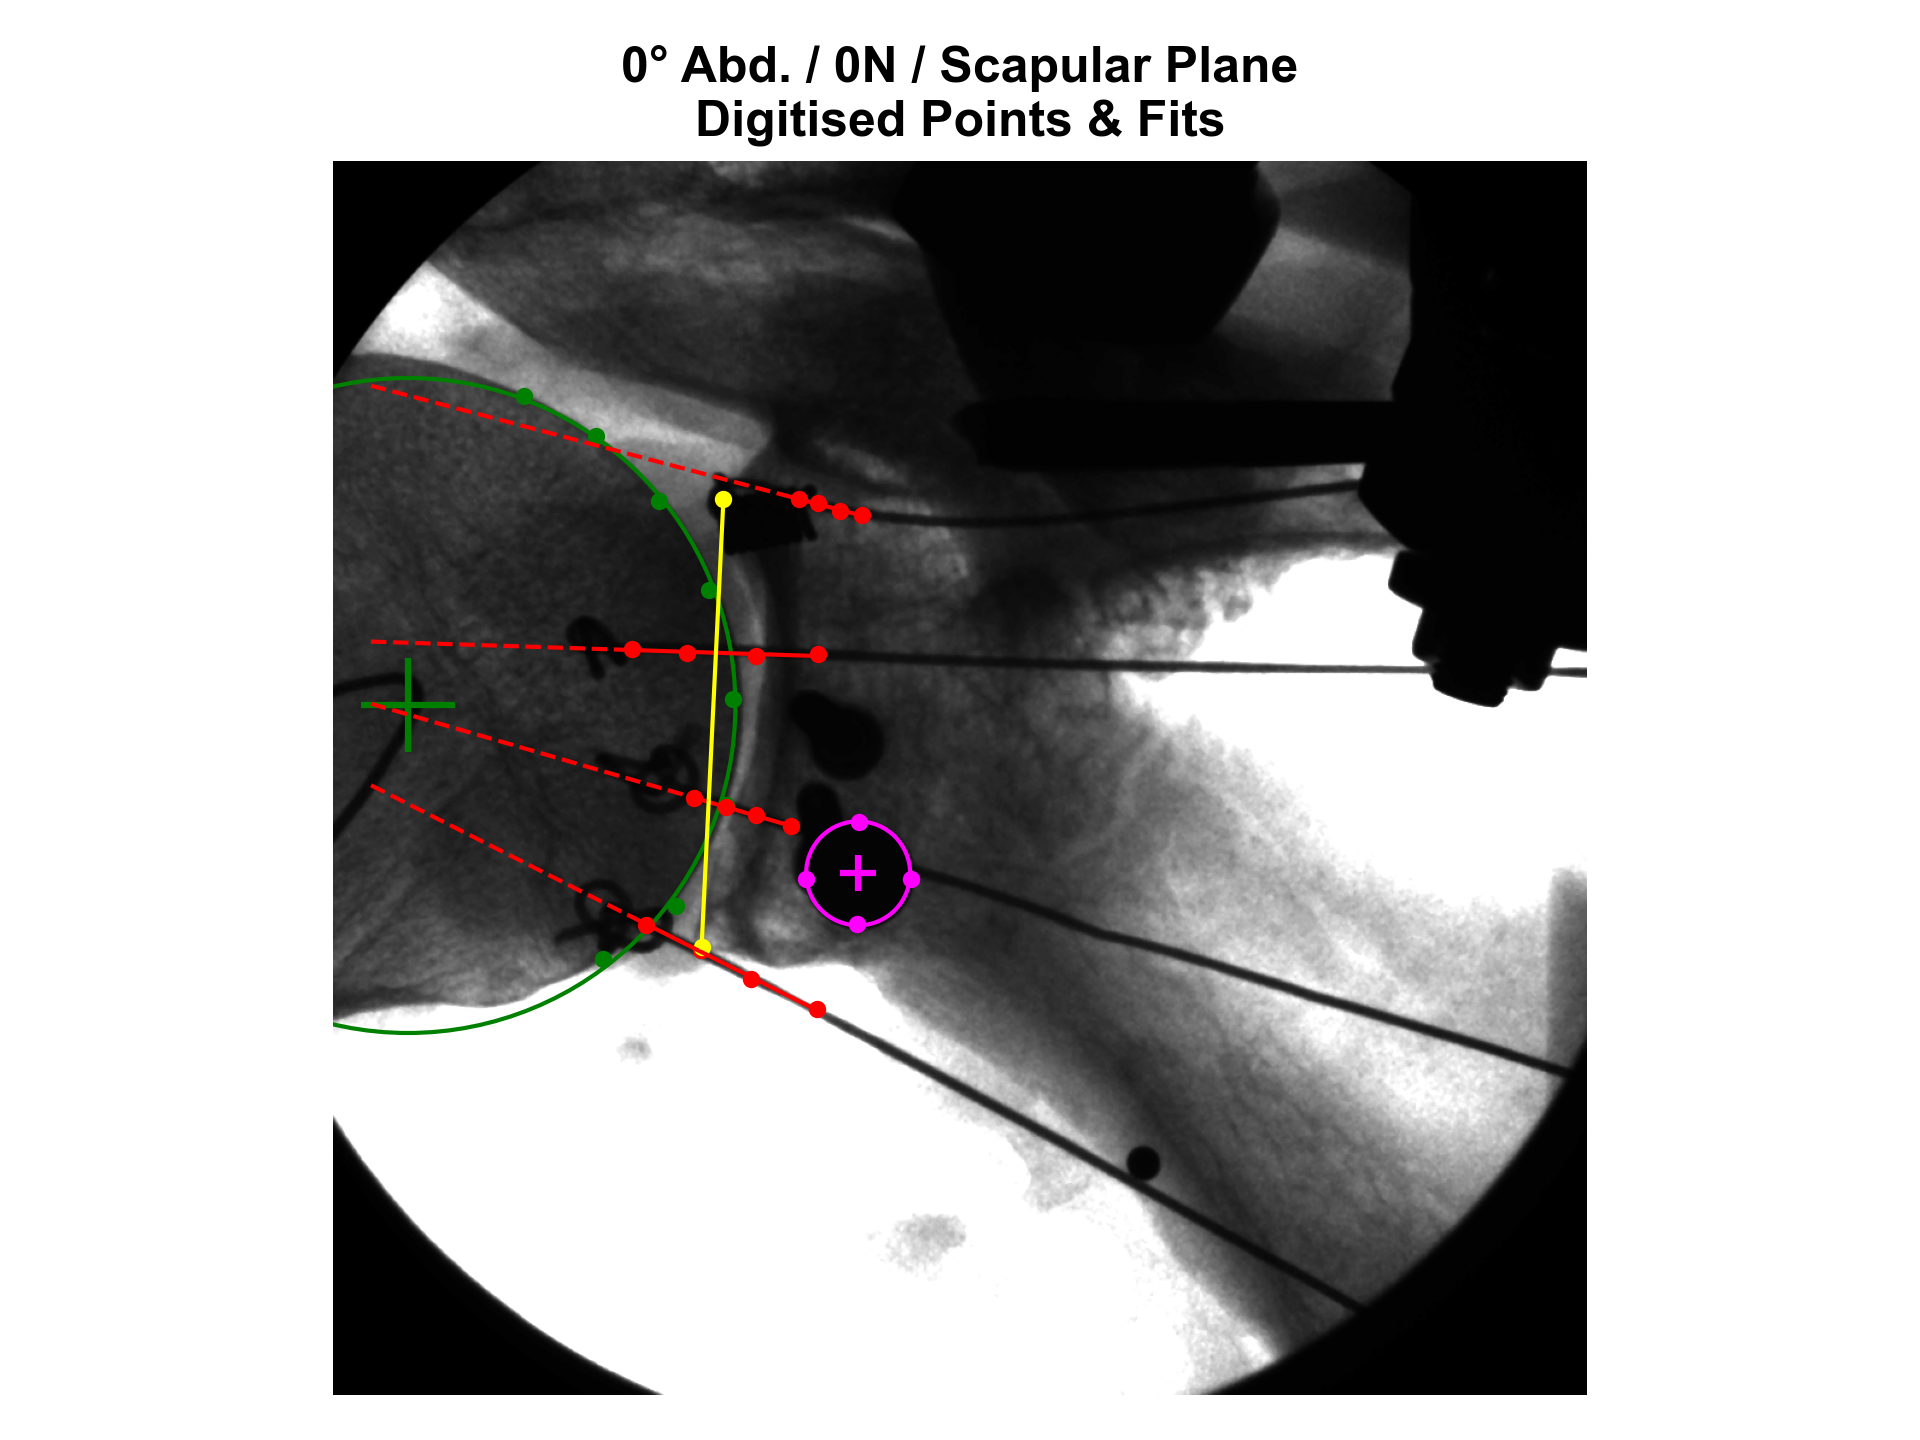 0° Abd. / 0N / Scapular Plane
Digitised Points & Fits